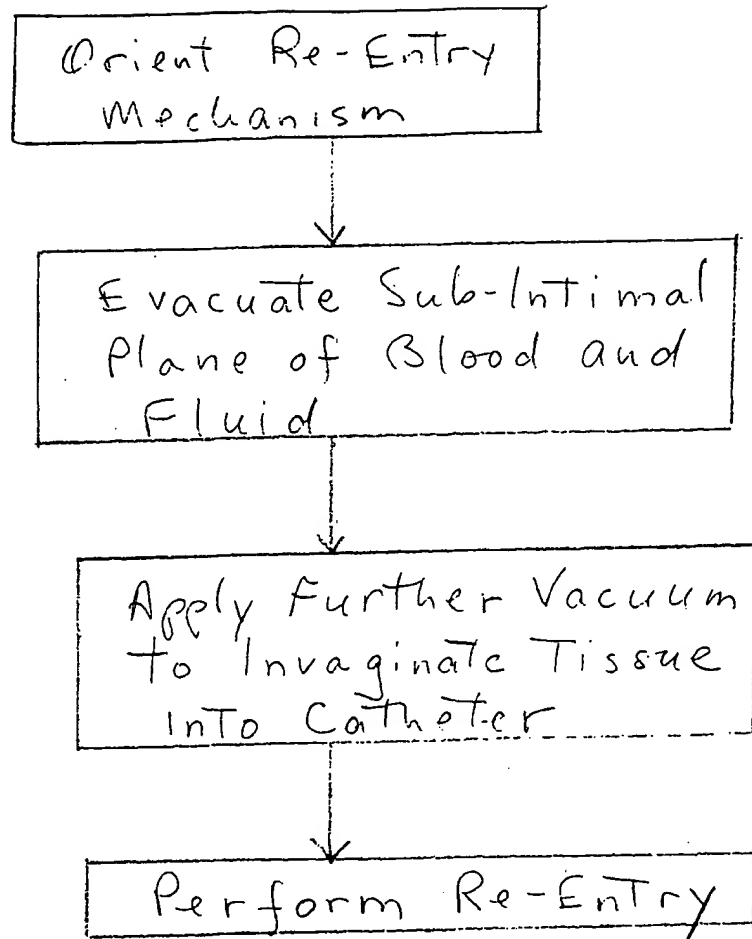 Orient Re-Entry
Mechanism
Evacuate Sub-Intimal
Plane of Blood and
Fluid
Apply Further Vacuum
to Invaginate Tissue
Into Catheter
Perform Re-Entry